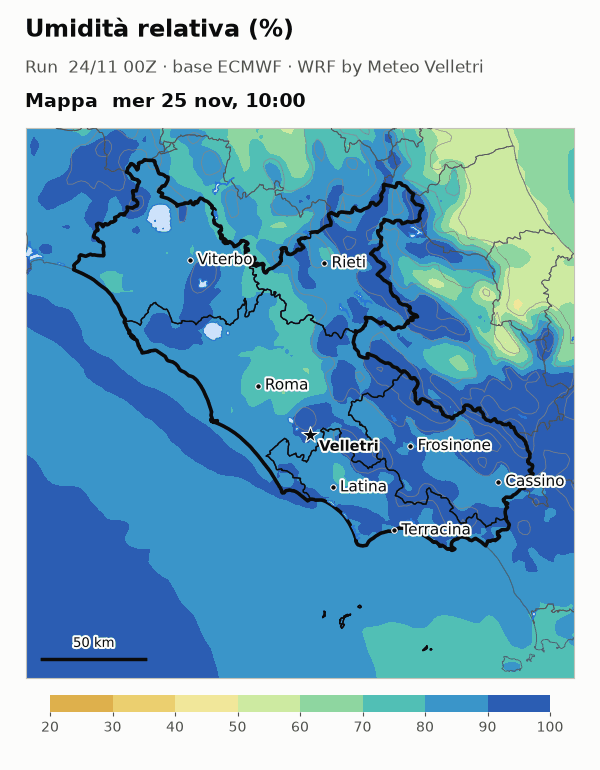 Umidità relativa (%)
Run  24/11 00Z · base ECMWF · WRF by Meteo Velletri
Mappa  mer 25 nov, 10:00
Viterbo
Rieti
Roma
Velletri
Frosinone
Cassino
Latina
Terracina
50 km
20 30 40 50 60 70 80 90 100